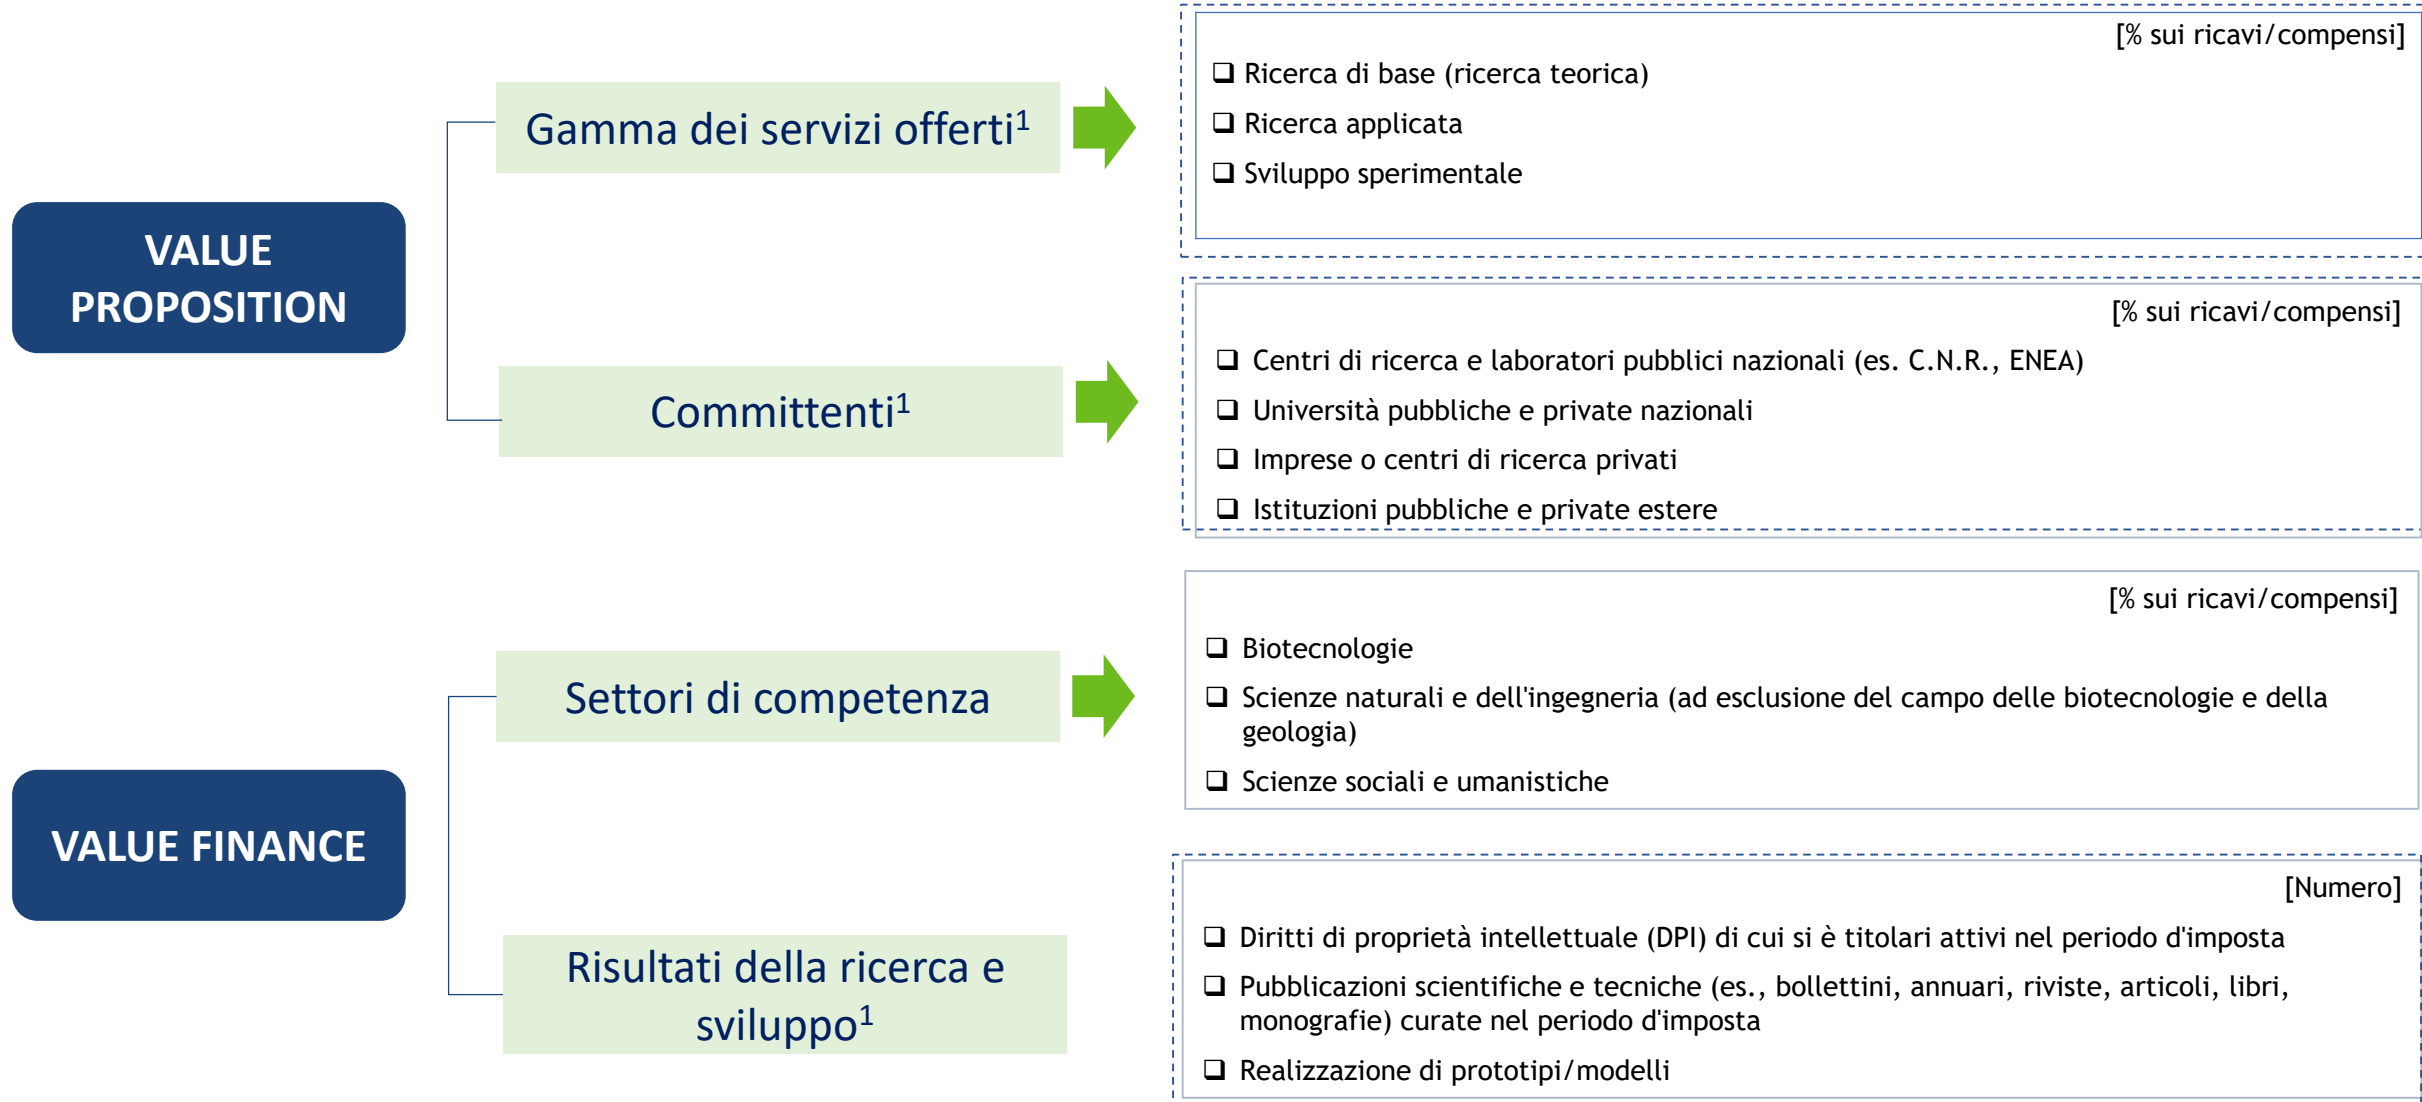 VALUE
PROPOSITION
Gamma dei servizi offerti¹
[% sui ricavi/compensi]
❑ Ricerca di base (ricerca teorica)
❑ Ricerca applicata
❑ Sviluppo sperimentale
Committenti¹
[% sui ricavi/compensi]
❑ Centri di ricerca e laboratori pubblici nazionali (es. C.N.R., ENEA)
❑ Università pubbliche e private nazionali
❑ Imprese o centri di ricerca privati
❑ Istituzioni pubbliche e private estere
VALUE FINANCE
Settori di competenza
[% sui ricavi/compensi]
❑ Biotecnologie
❑ Scienze naturali e dell'ingegneria (ad esclusione del campo delle biotecnologie e della
geologia)
❑ Scienze sociali e umanistiche
Risultati della ricerca e
sviluppo¹
[Numero]
❑ Diritti di proprietà intellettuale (DPI) di cui si è titolari attivi nel periodo d'imposta
❑ Pubblicazioni scientifiche e tecniche (es., bollettini, annuari, riviste, articoli, libri,
monografie) curate nel periodo d'imposta
❑ Realizzazione di prototipi/modelli